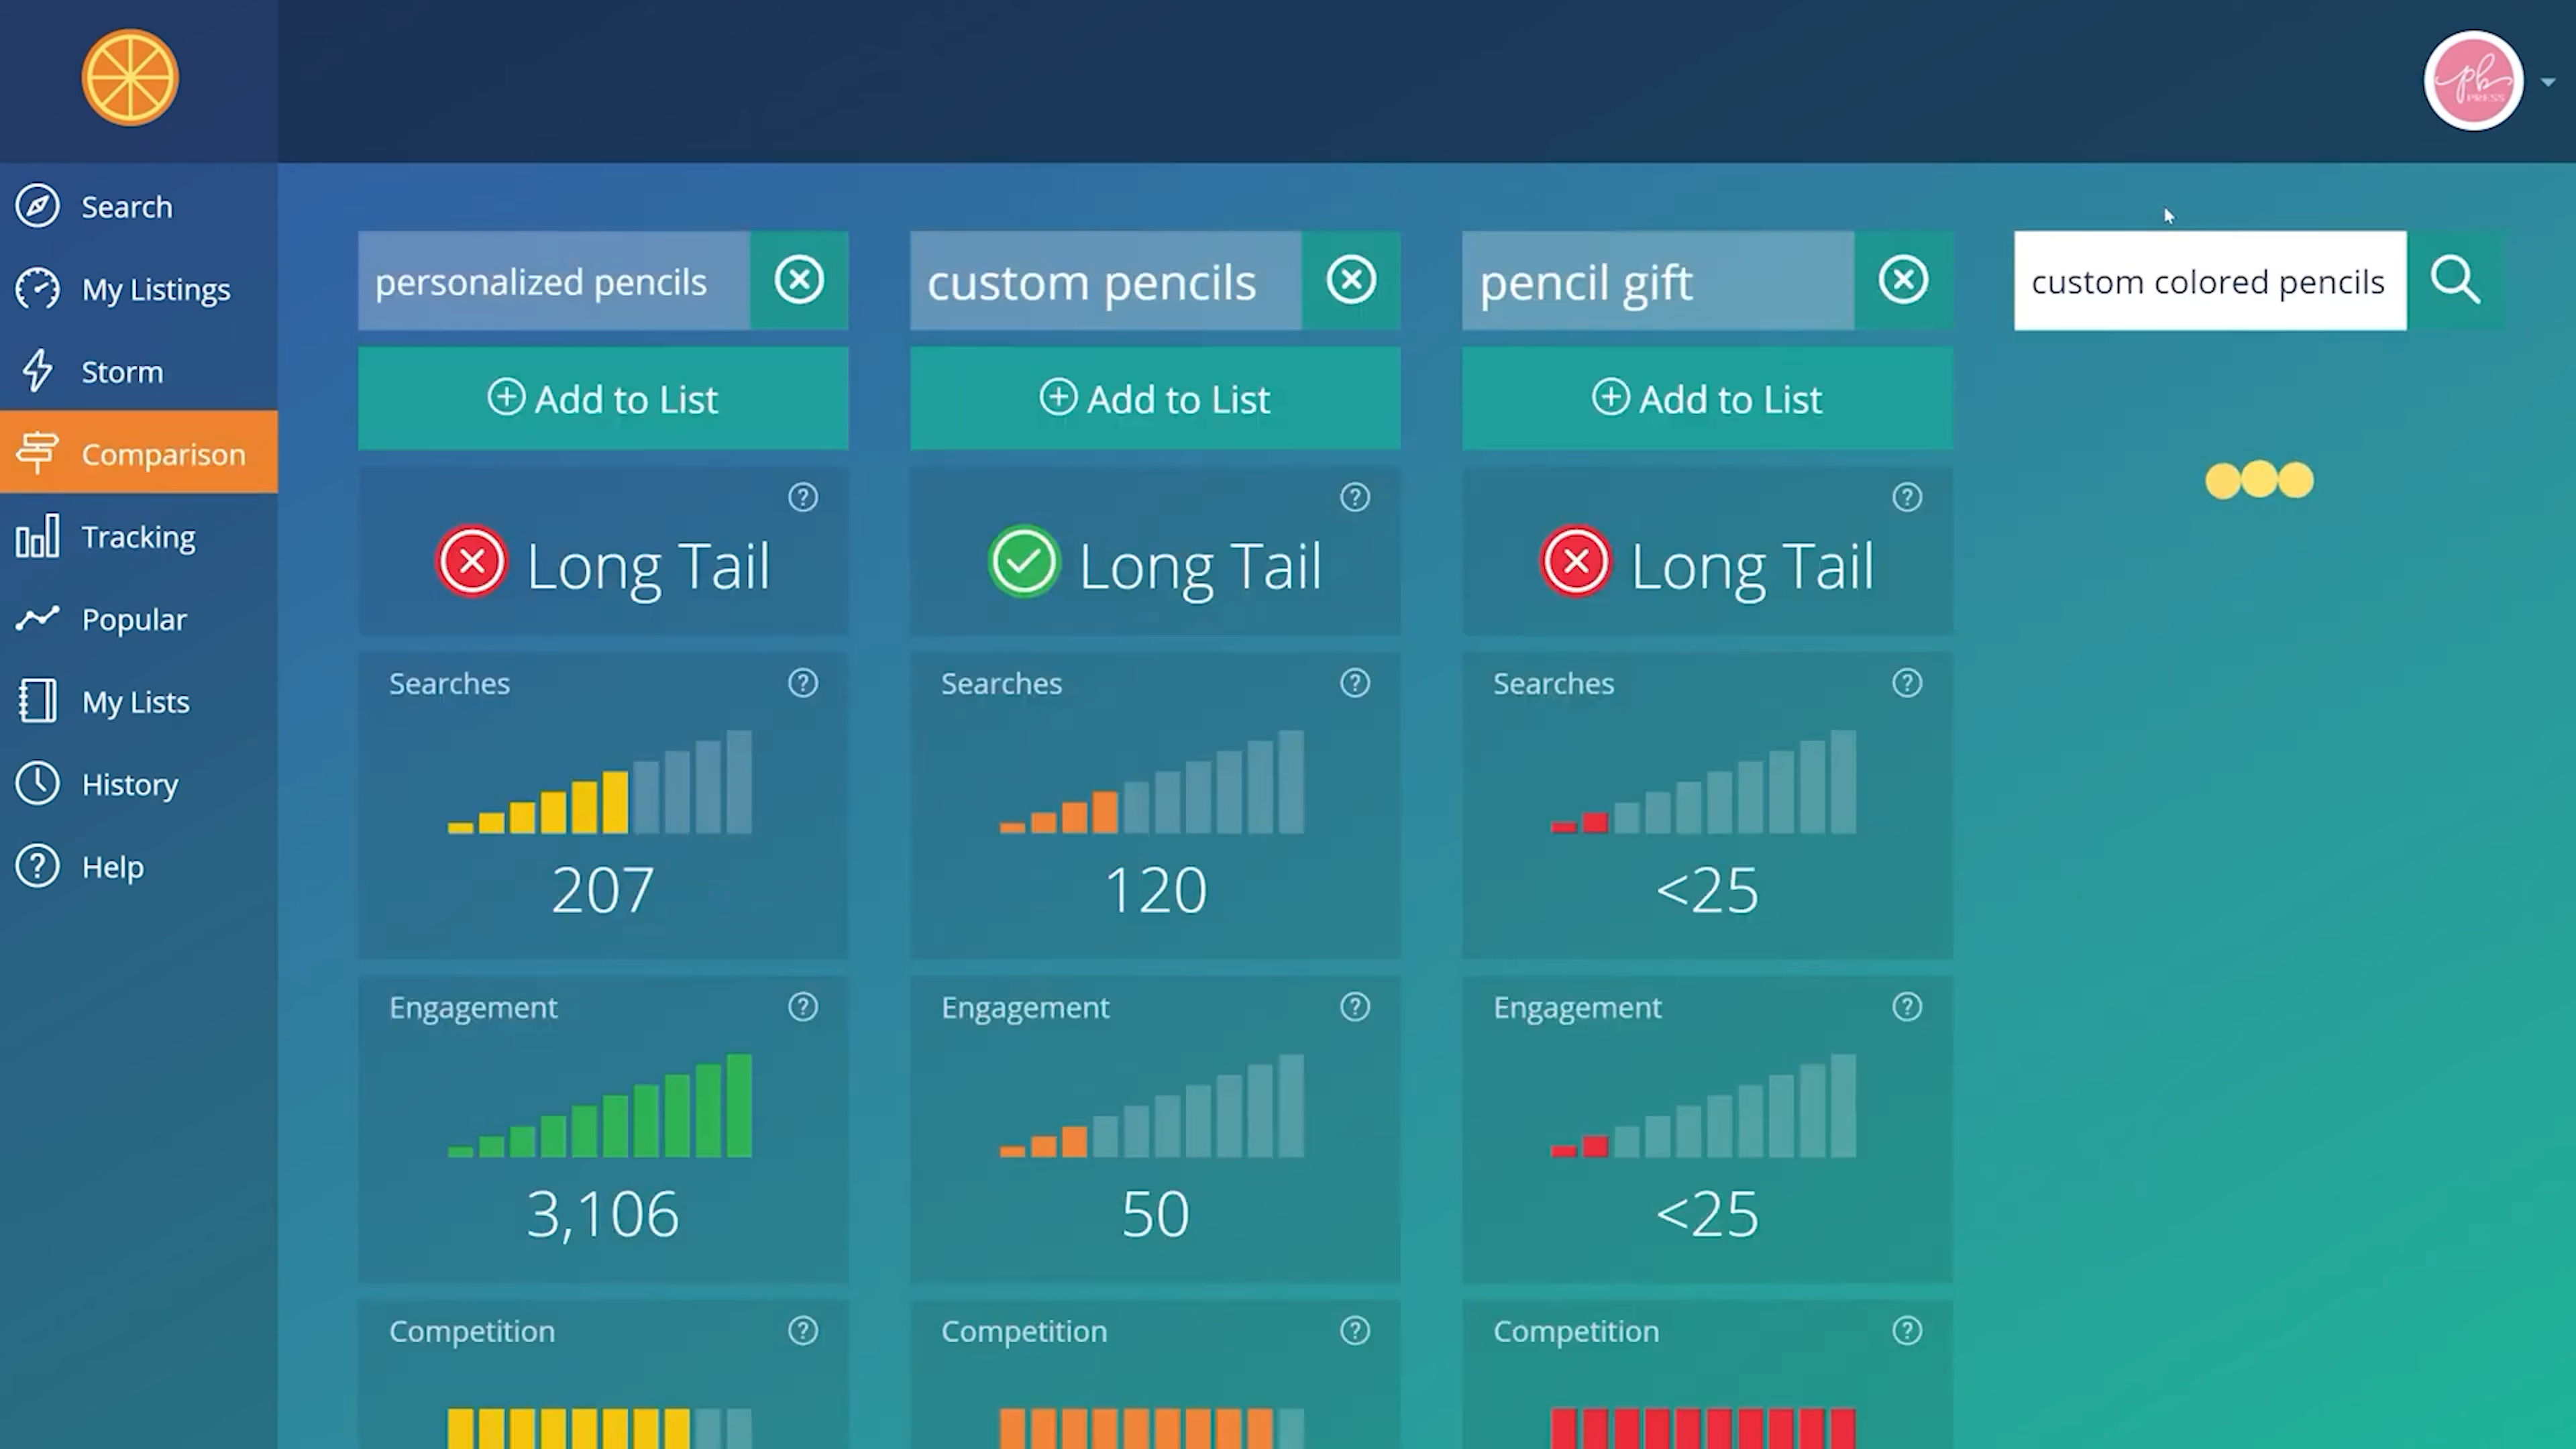 pb
PRESS
Search
My Listings
Storm
Comparison
Tracking
Popular
My Lists
History
Help
personalized pencils
custom pencils
pencil gift
custom colored pencils
Add to List
Add to List
Add to List
Long Tail
Long Tail
Long Tail
Searches
Searches
Searches
207
120
<25
Engagement
Engagement
Engagement
3,106
50
<25
Competition
Competition
Competition